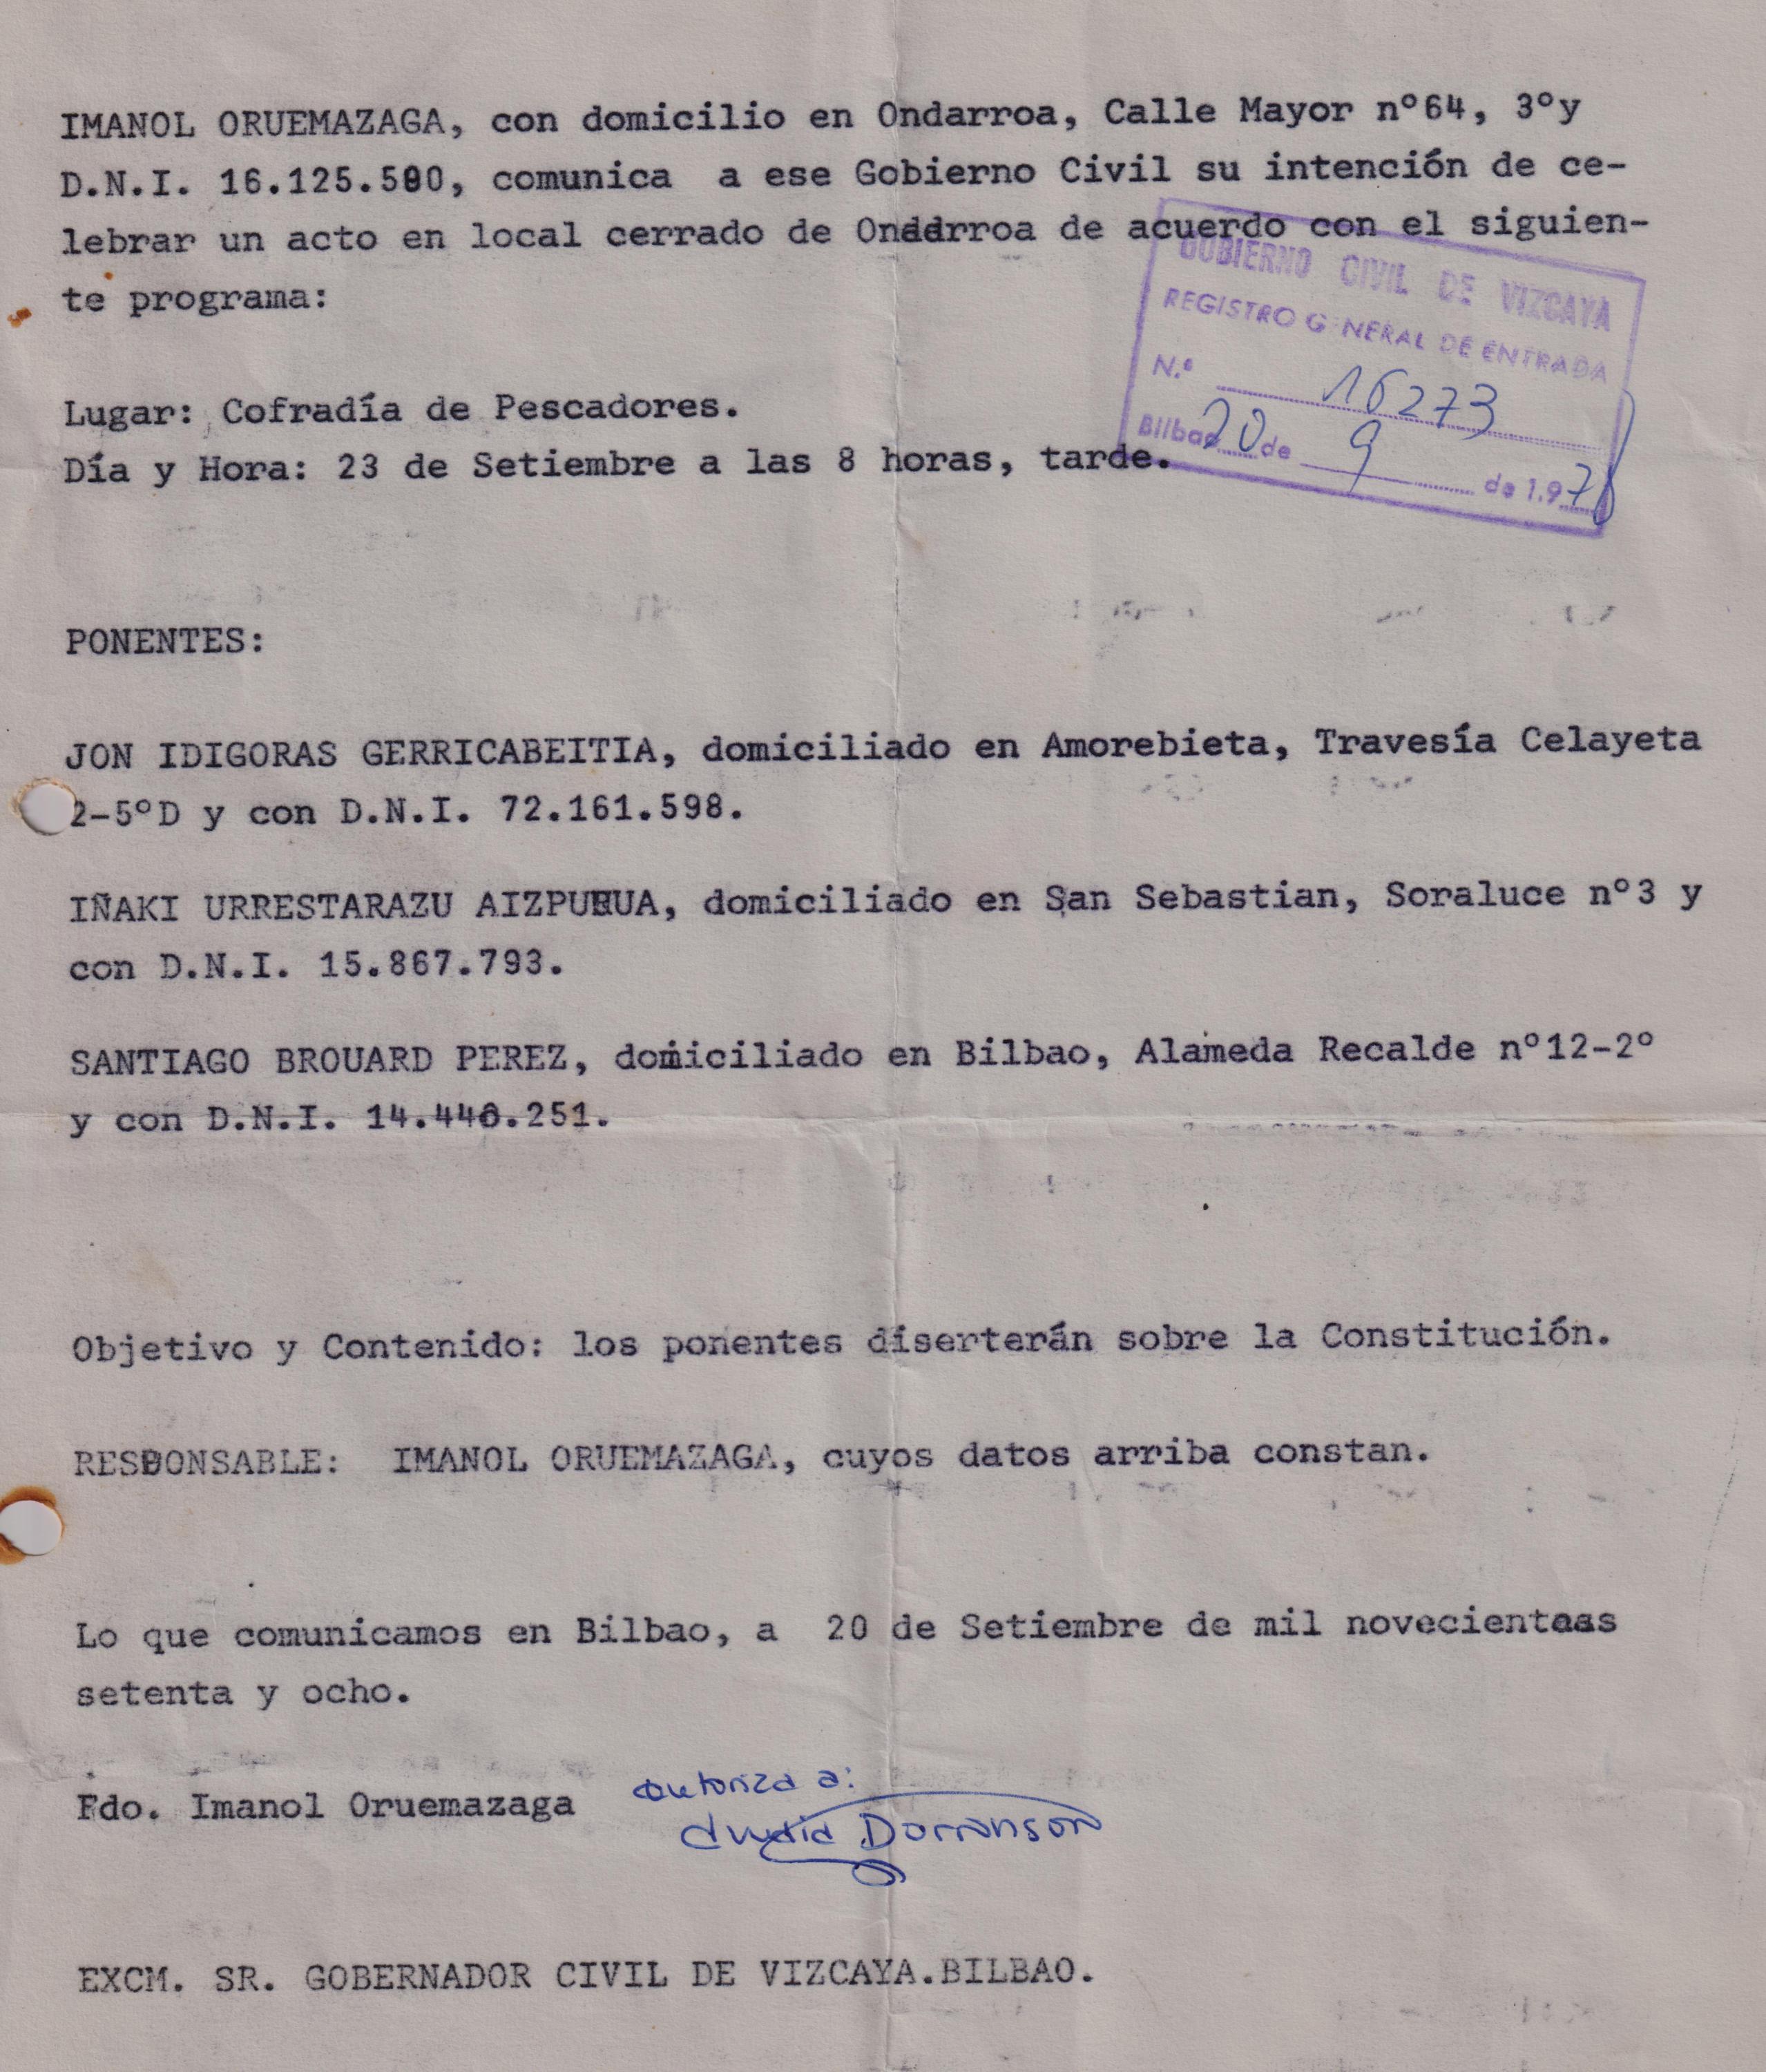 IMANOL ORUEMAZAGA, con domicilio en Ondarroa, Calle Mayor nº64, 3ºy
D.N.I. 16.125.500, comunica a ese Gobierno Civil su intención de ce-
lebrar un acto en local cerrado de Ondarroa de acuerdo con el siguien-
te programa:
GOBIERNO CIVIL DE VIZCAYA
REGISTRO GENERAL DE ENTRADA
N.º 16273
Bilbao 20 de 9 de 1.978
Lugar: Cofradía de Pescadores.
Día y Hora: 23 de Setiembre a las 8 horas, tarde.
PONENTES:
JON IDIGORAS GERRICABEITIA, domiciliado en Amorebieta, Travesía Celayeta
2-5ºD y con D.N.I. 72.161.598.
IÑAKI URRESTARAZU AIZPURUA, domiciliado en San Sebastian, Soraluce nº3 y
con D.N.I. 15.867.793.
SANTIAGO BROUARD PEREZ, domiciliado en Bilbao, Alameda Recalde nº12-2º
y con D.N.I. 14.440.251.
Objetivo y Contenido: los ponentes diserterán sobre la Constitución.
RESPONSABLE: IMANOL ORUEMAZAGA, cuyos datos arriba constan.
Lo que comunicamos en Bilbao, a 20 de Setiembre de mil novecientos
setenta y ocho.
Fdo. Imanol Oruemazaga
autoriza a:
EXCM. SR. GOBERNADOR CIVIL DE VIZCAYA.BILBAO.